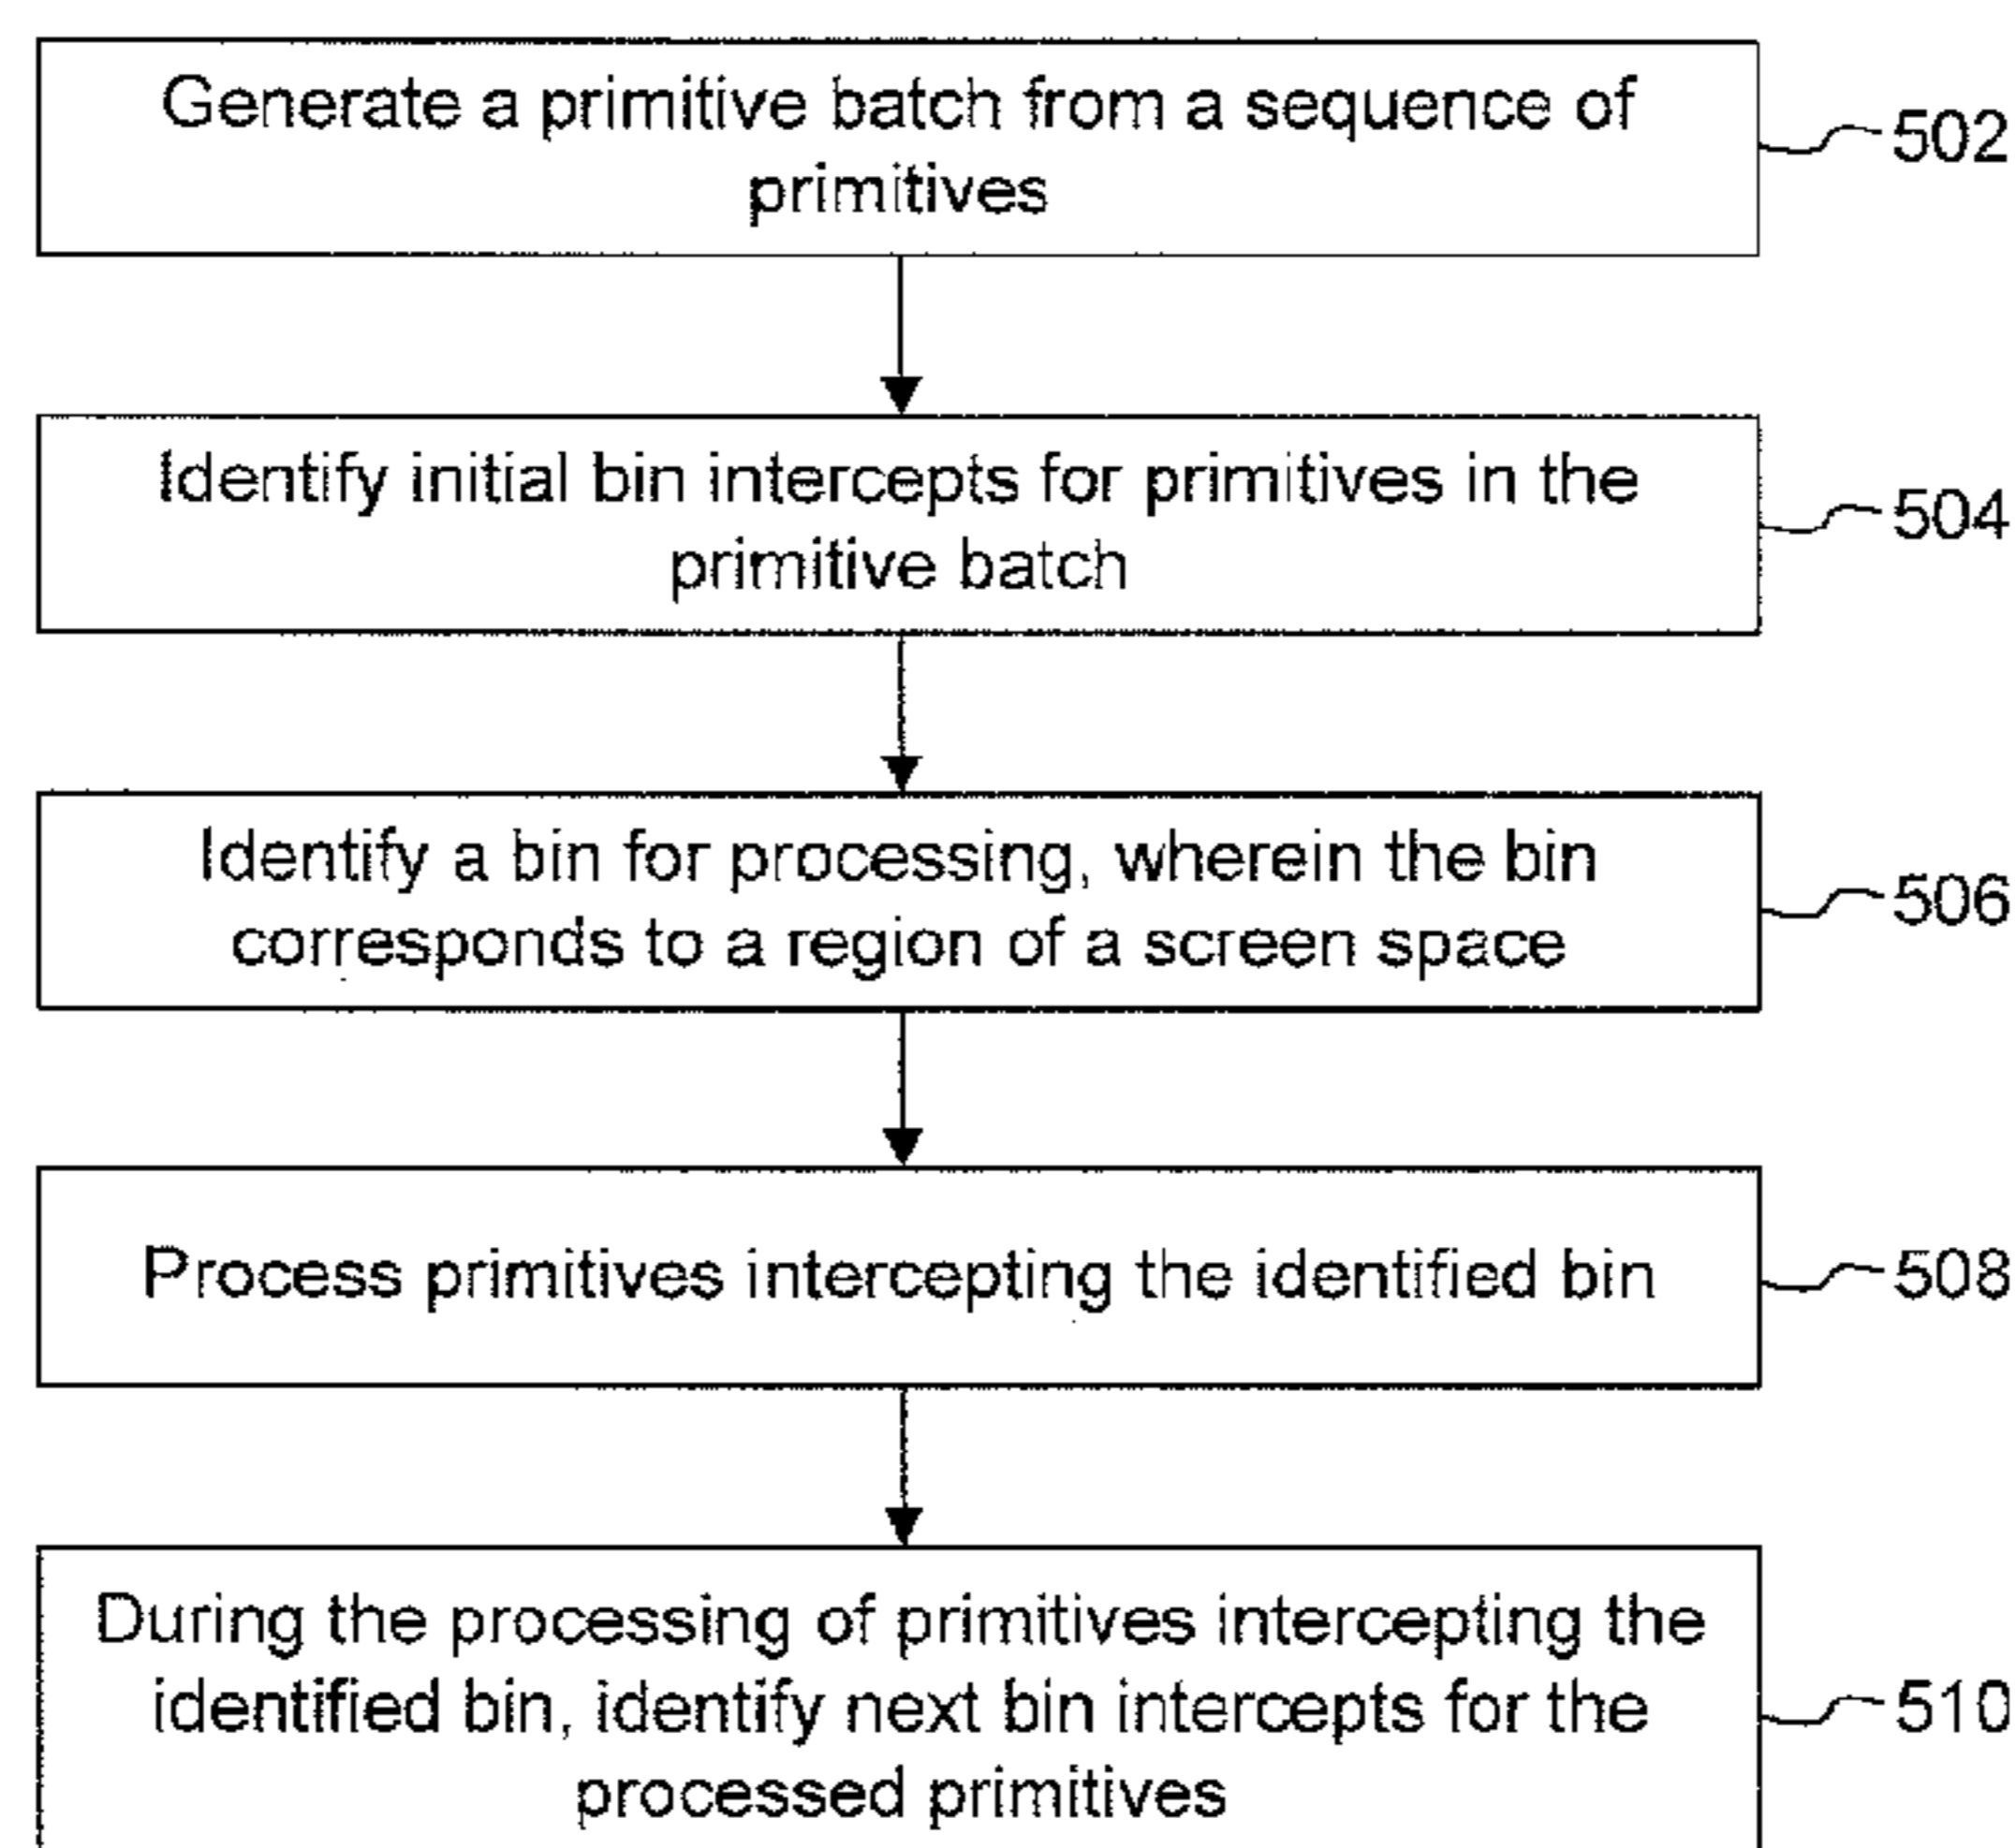 Generate a primitive batch from a sequence of
primitives
502
Identify initial bin intercepts for primitives in the
primitive batch
504
Identify a bin for processing, wherein the bin
corresponds to a region of a screen space
506
Process primitives intercepting the identified bin
508
During the processing of primitives intercepting the
identified bin, identify next bin intercepts for the
processed primitives
510